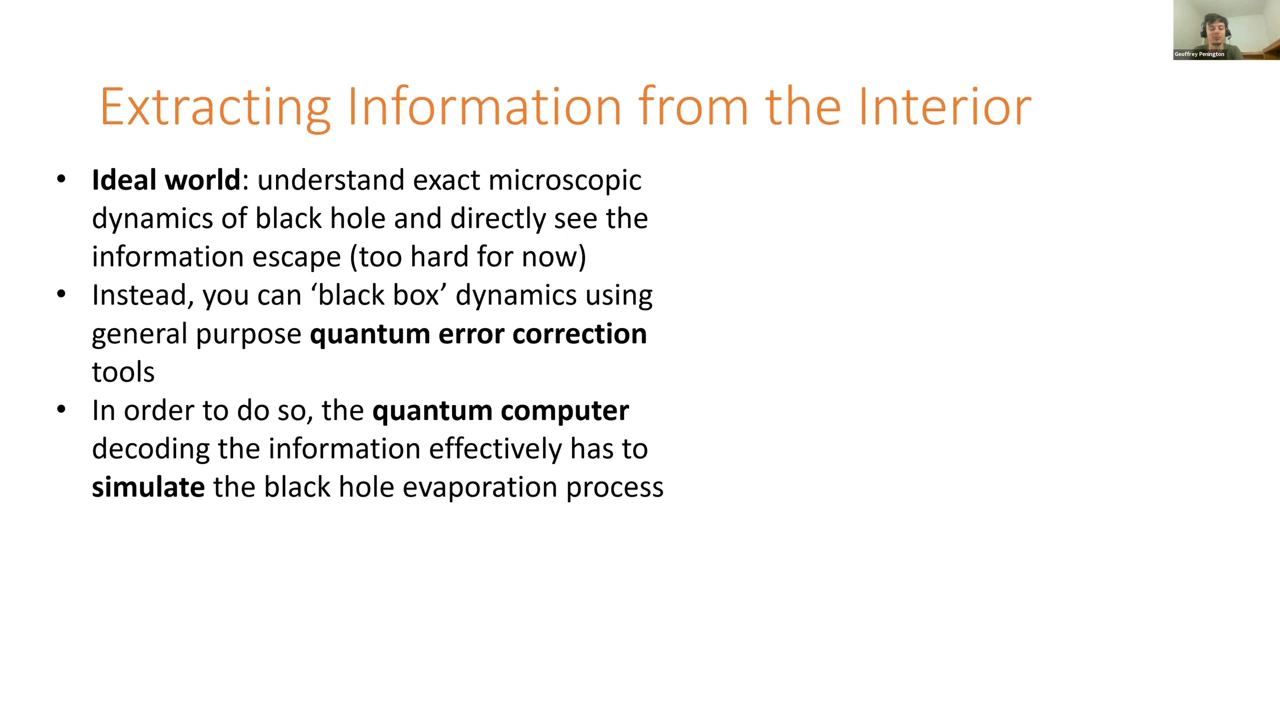 Geoffrey Penington
Extracting Information from the Interior
• Ideal world: understand exact microscopic
dynamics of black hole and directly see the
information escape (too hard for now)
• Instead, you can ‘black box’ dynamics using
general purpose quantum error correction
tools
• In order to do so, the quantum computer
decoding the information effectively has to
simulate the black hole evaporation process